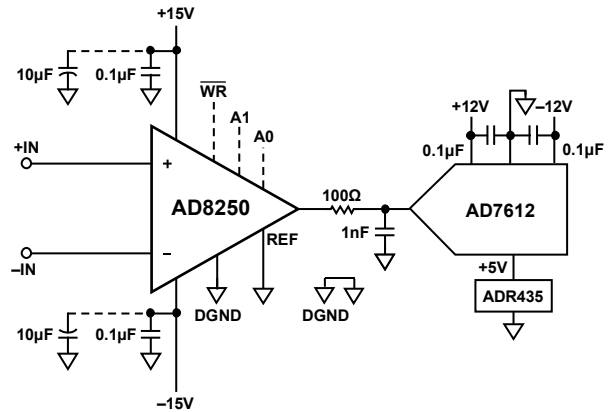 +15V
10µF
0.1µF
WR
A1
A0
+12V
–12V
0.1µF
0.1µF
+IN
+
AD8250
100Ω
AD7612
1nF
REF
–
–IN
+5V
DGND
DGND
ADR435
10µF
0.1µF
–15V